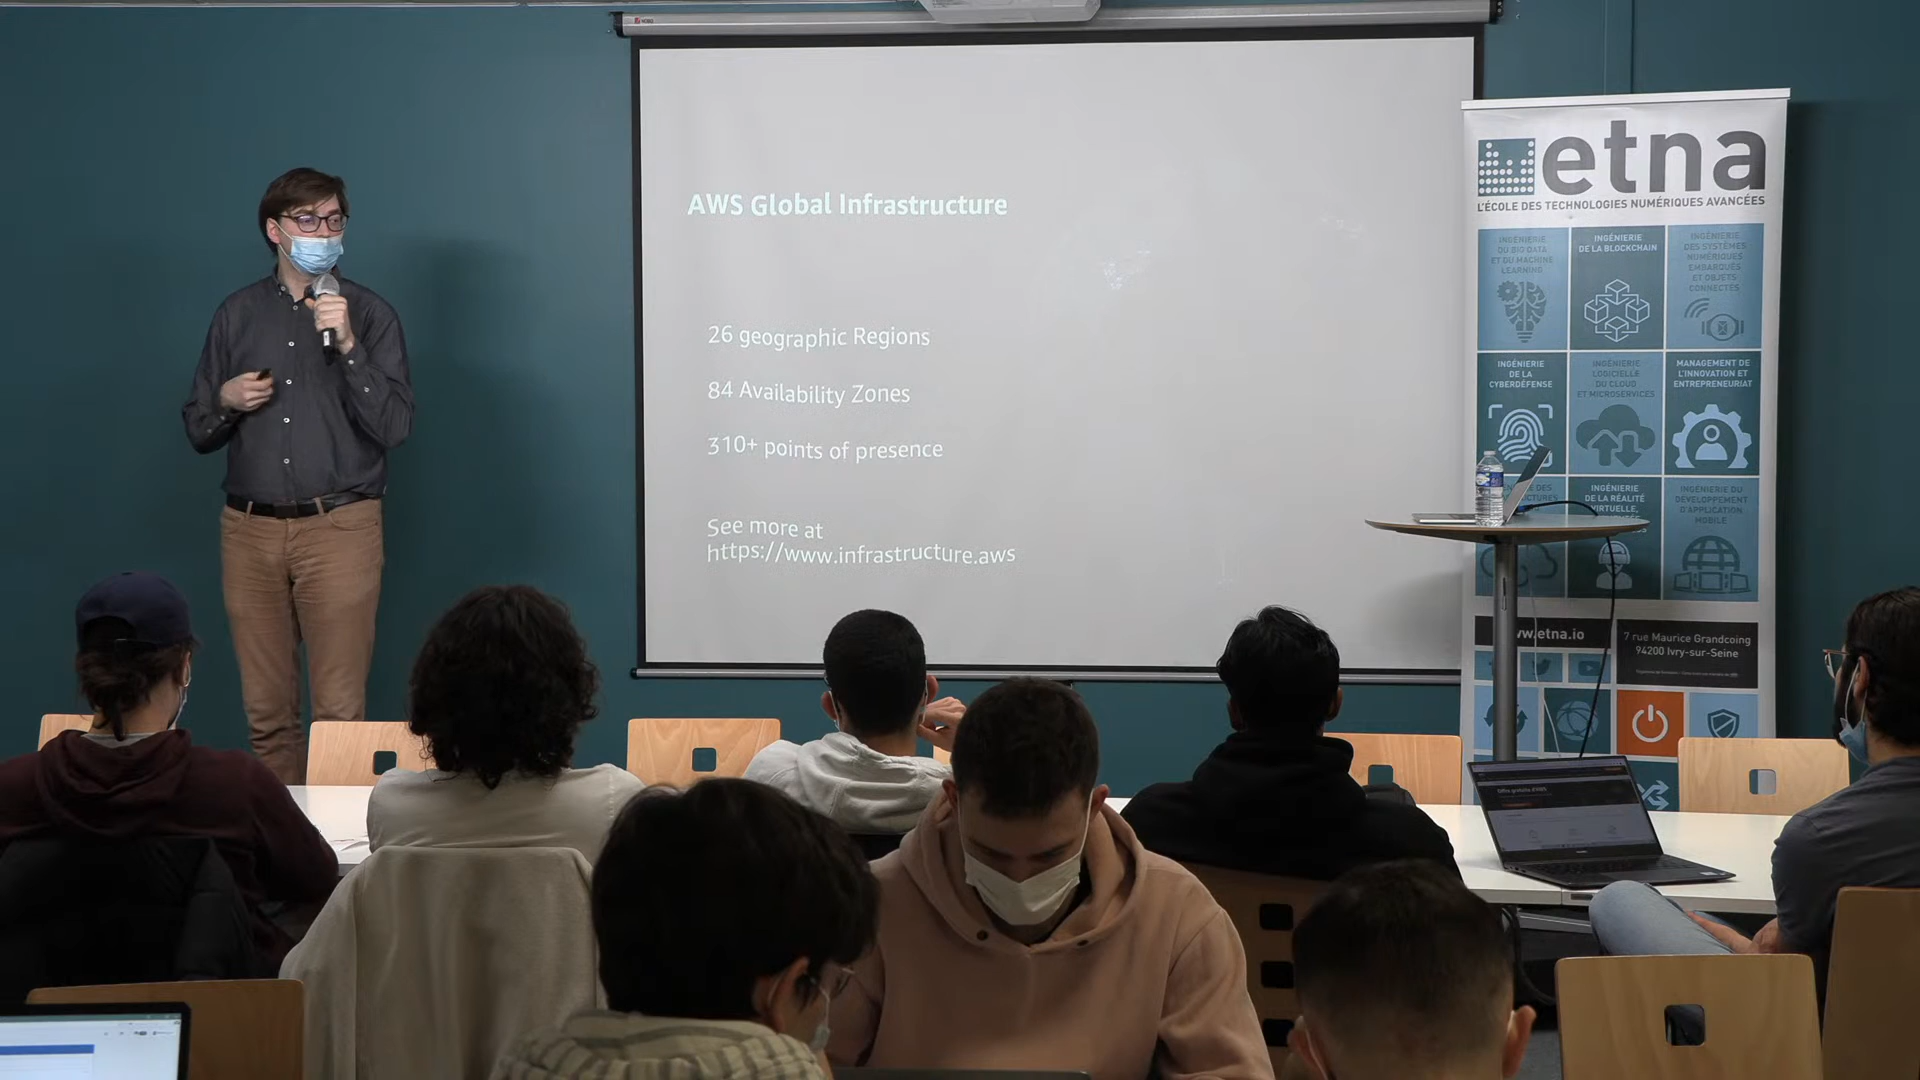 AWS Global Infrastructure
26 geographic Regions
84 Availability Zones
310+ points of presence
See more at
https://www.infrastructure.aws
etna
L'ÉCOLE DES TECHNOLOGIES NUMÉRIQUES AVANCÉES
INGÉNIERIE
DU BIG DATA
ET DU MACHINE
LEARNING
INGÉNIERIE
DE LA BLOCKCHAIN
INGÉNIERIE
DES SYSTÈMES
NUMÉRIQUES
EMBARQUÉS
ET OBJETS
CONNECTÉS
INGÉNIERIE
DE LA
CYBERDÉFENSE
INGÉNIERIE
LOGICIELLE
DU CLOUD
ET MICROSERVICES
MANAGEMENT DE
L'INNOVATION ET
ENTREPRENEURIAT
DES
INGÉNIERIE
DE LA RÉALITÉ
VIRTUELLE,
INGÉNIERIE DU
DÉVELOPPEMENT
D'APPLICATION
MOBILE
w.etna.io
7 rue Maurice Grandcoing
94200 Ivry-sur-Seine
Offre gratuite d'AWS